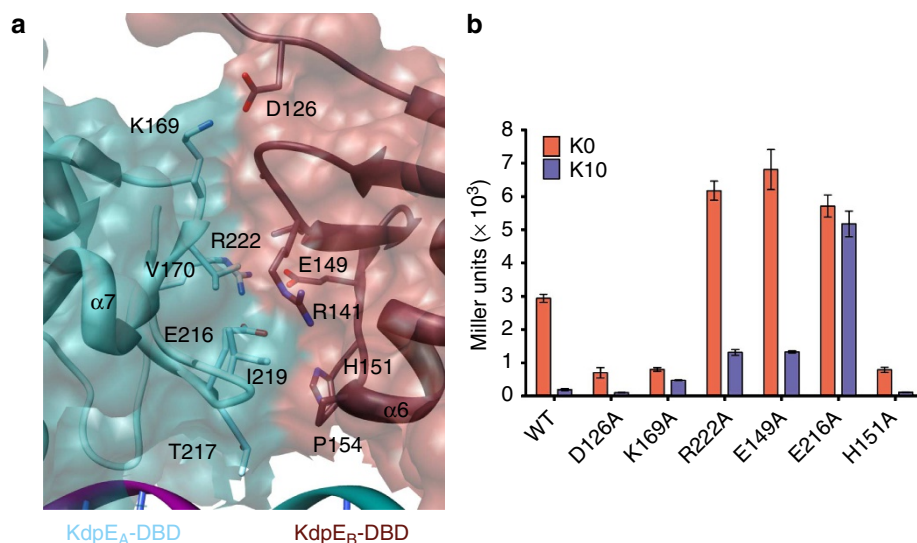 a
D126
K169
R222
V170
E149
α7
R141
E216
I219
H151
α6
T217
P154
KdpEA-DBD
KdpEB-DBD
b
8
7
6
5
4
3
2
1
0
Miller units (× 10³)
K0
K10
WT
D126A
K169A
R222A
E149A
E216A
H151A